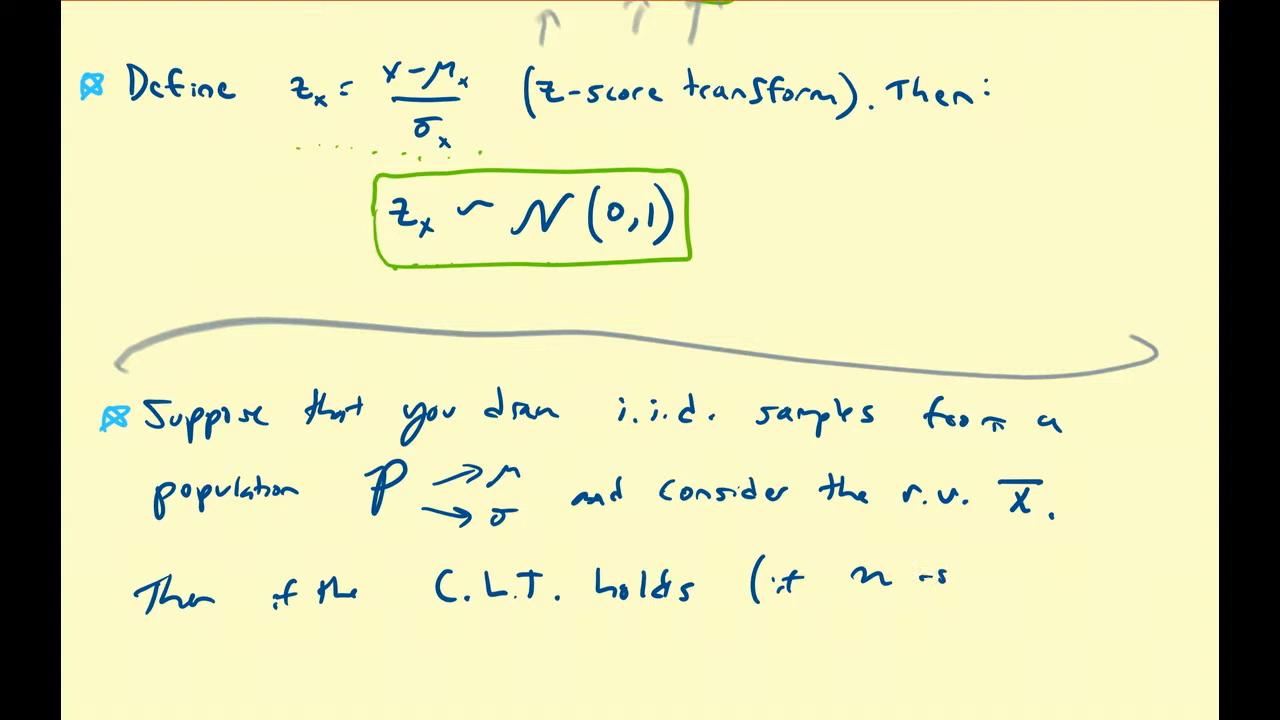 Define z_x = (x - μ_x) / σ_x (z-score transform). Then:
z_x ~ N(0,1)
Suppose that you draw i.i.d. samples from a
population P → μ → σ and consider the r.v. X̄.
Then if the C.L.T. holds (if n is